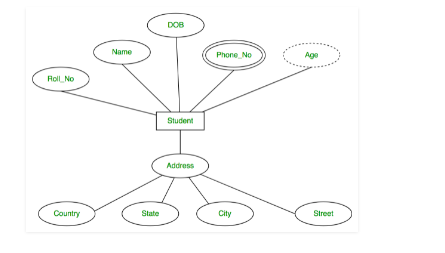 DOB
Name
Phone_No
Age
Roll_No
Student
Address
Country
State
City
Street